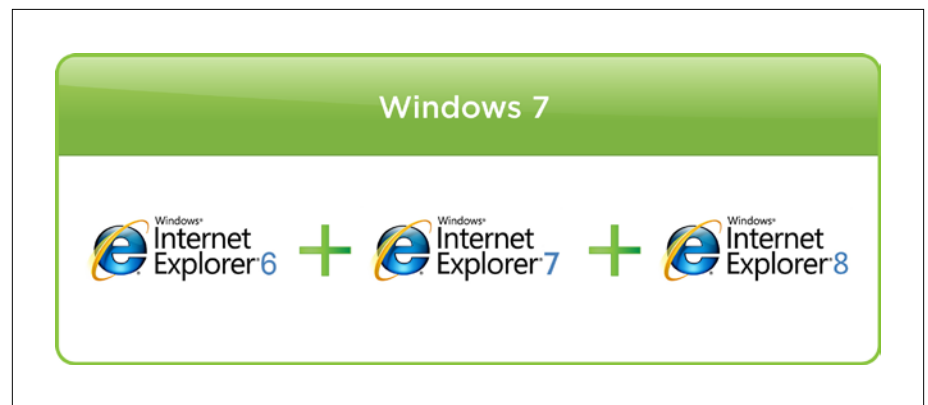 Windows 7
Windows®
Internet
Explorer®6
+
Windows®
Internet
Explorer®7
+
Windows®
Internet
Explorer®8